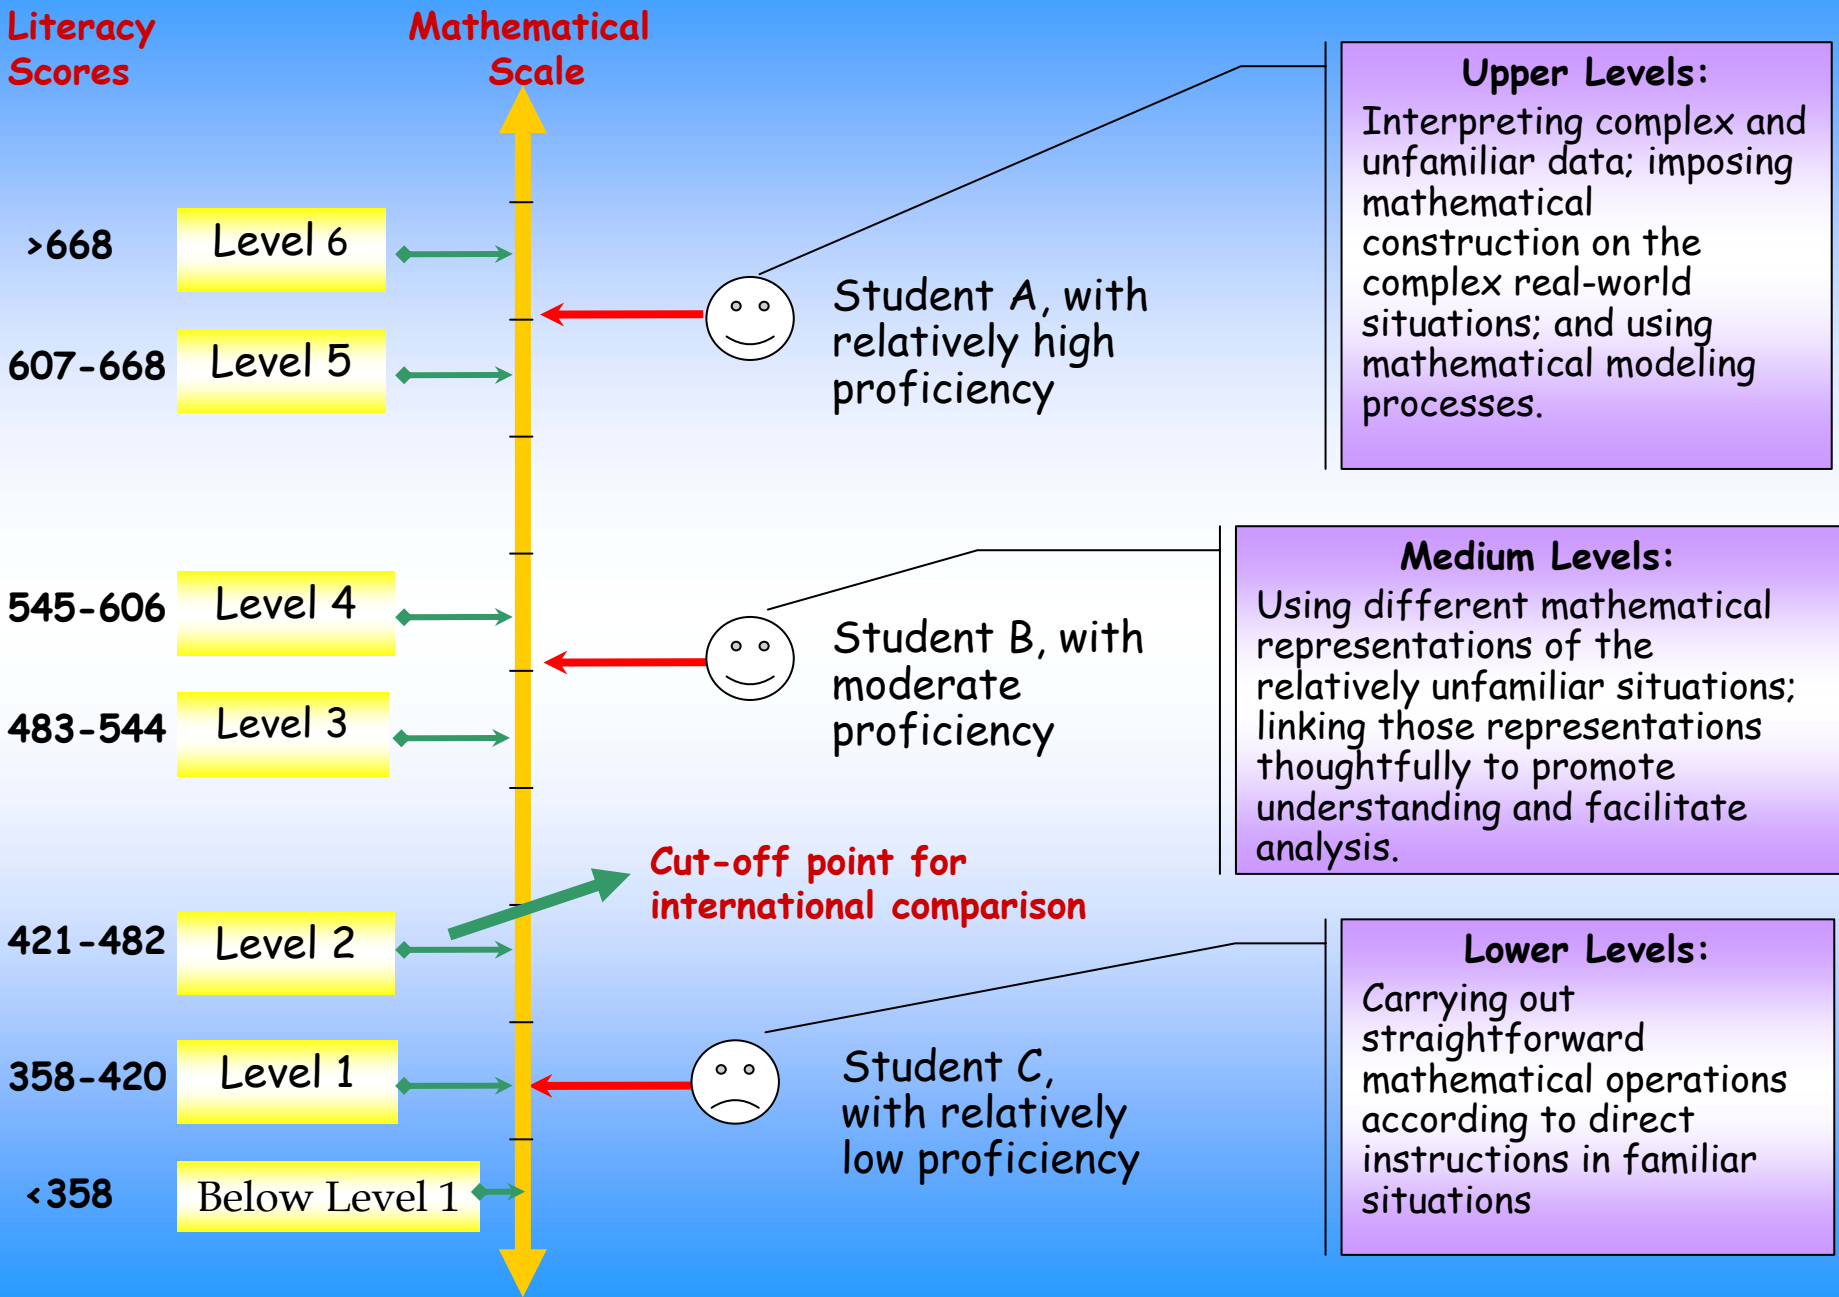 Literacy
Scores
Mathematical
Scale
>668
Level 6
607-668
Level 5
545-606
Level 4
483-544
Level 3
421-482
Level 2
358-420
Level 1
<358
Below Level 1
Student A, with
relatively high
proficiency
Student B, with
moderate
proficiency
Cut-off point for
international comparison
Student C,
with relatively
low proficiency
Upper Levels:
Interpreting complex and
unfamiliar data; imposing
mathematical
construction on the
complex real-world
situations; and using
mathematical modeling
processes.
Medium Levels:
Using different mathematical
representations of the
relatively unfamiliar situations;
linking those representations
thoughtfully to promote
understanding and facilitate
analysis.
Lower Levels:
Carrying out
straightforward
mathematical operations
according to direct
instructions in familiar
situations